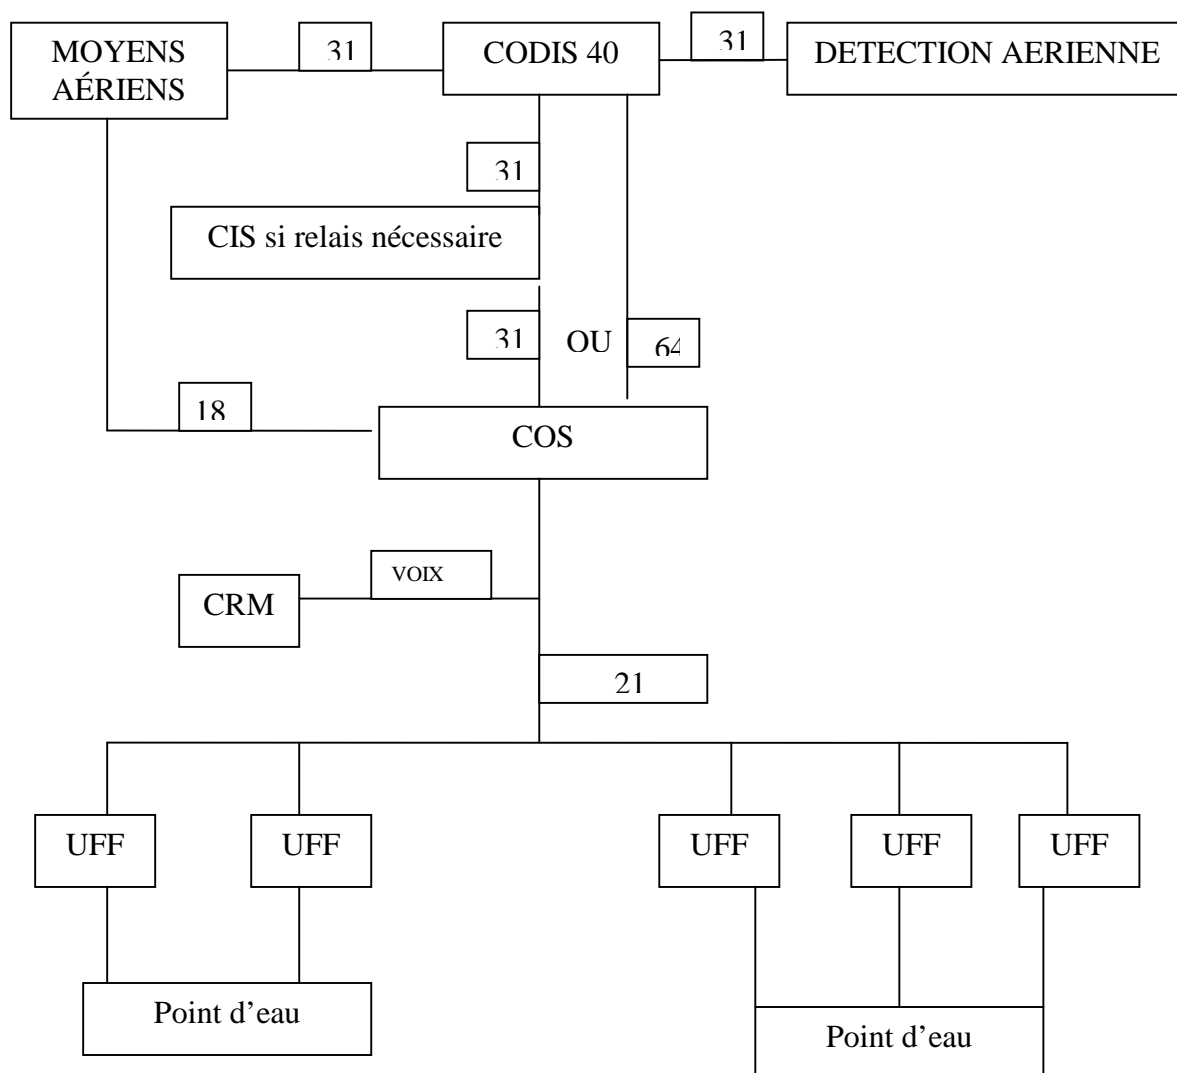 MOYENS
AÉRIENS
31
CODIS 40
31
DETECTION AERIENNE
31
CIS si relais nécessaire
31
OU
64
18
COS
VOIX
CRM
21
UFF
UFF
UFF
UFF
UFF
Point d’eau
Point d’eau